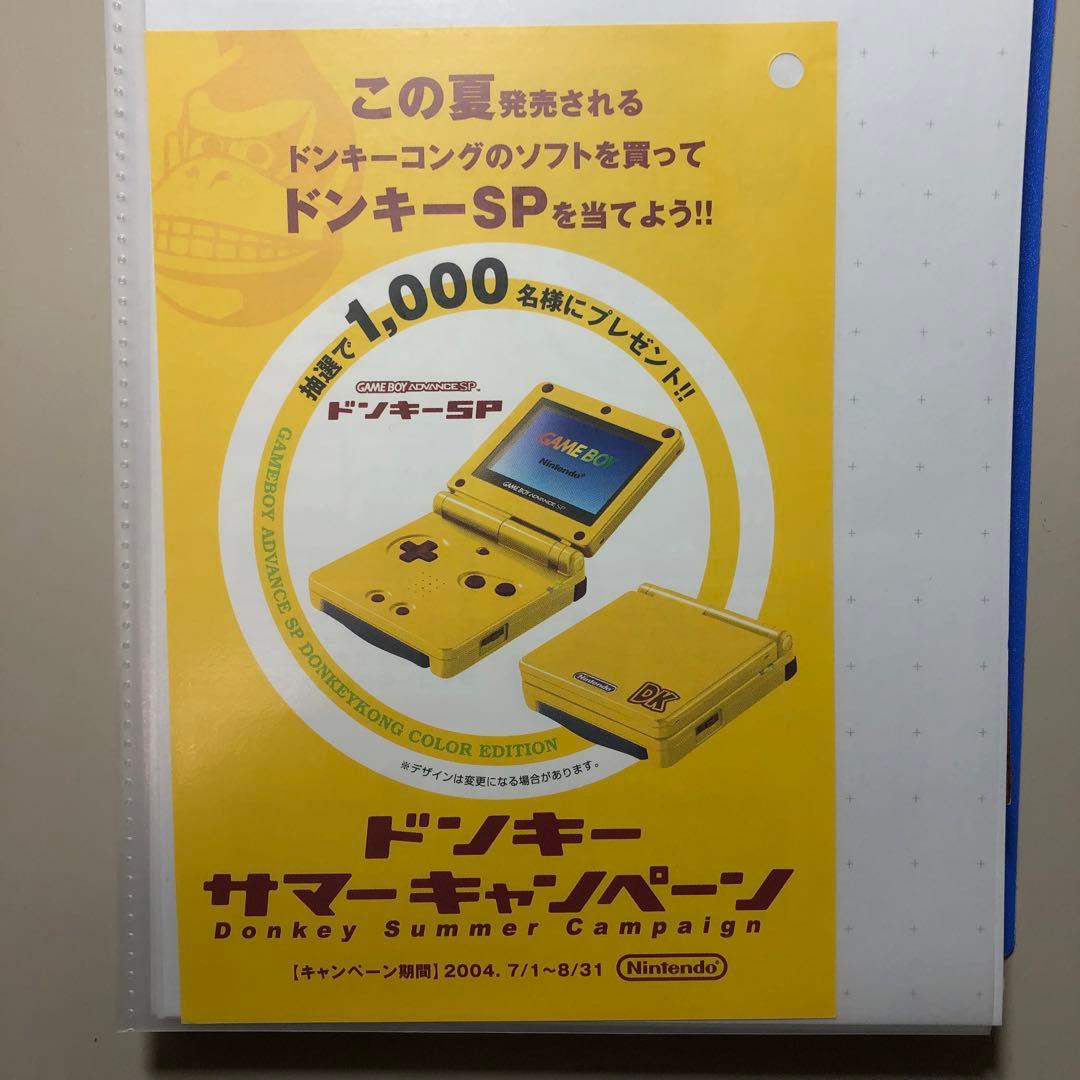 この夏発売される
ドンキーコングのソフトを買って
ドンキーSPを当てよう!!
抽選で1,000名様にプレゼント!!
GAME BOY ADVANCE SP™
ドンキーSP
GAME BOY
Nintendo®
GAME BOY ADVANCE SP
Nintendo
DK
GAMEBOY ADVANCE SP DONKEYKONG COLOR EDITION
※デザインは変更になる場合があります。
ドンキー
サマーキャンペーン
Donkey Summer Campaign
【キャンペーン期間】2004. 7/1〜8/31 Nintendo®